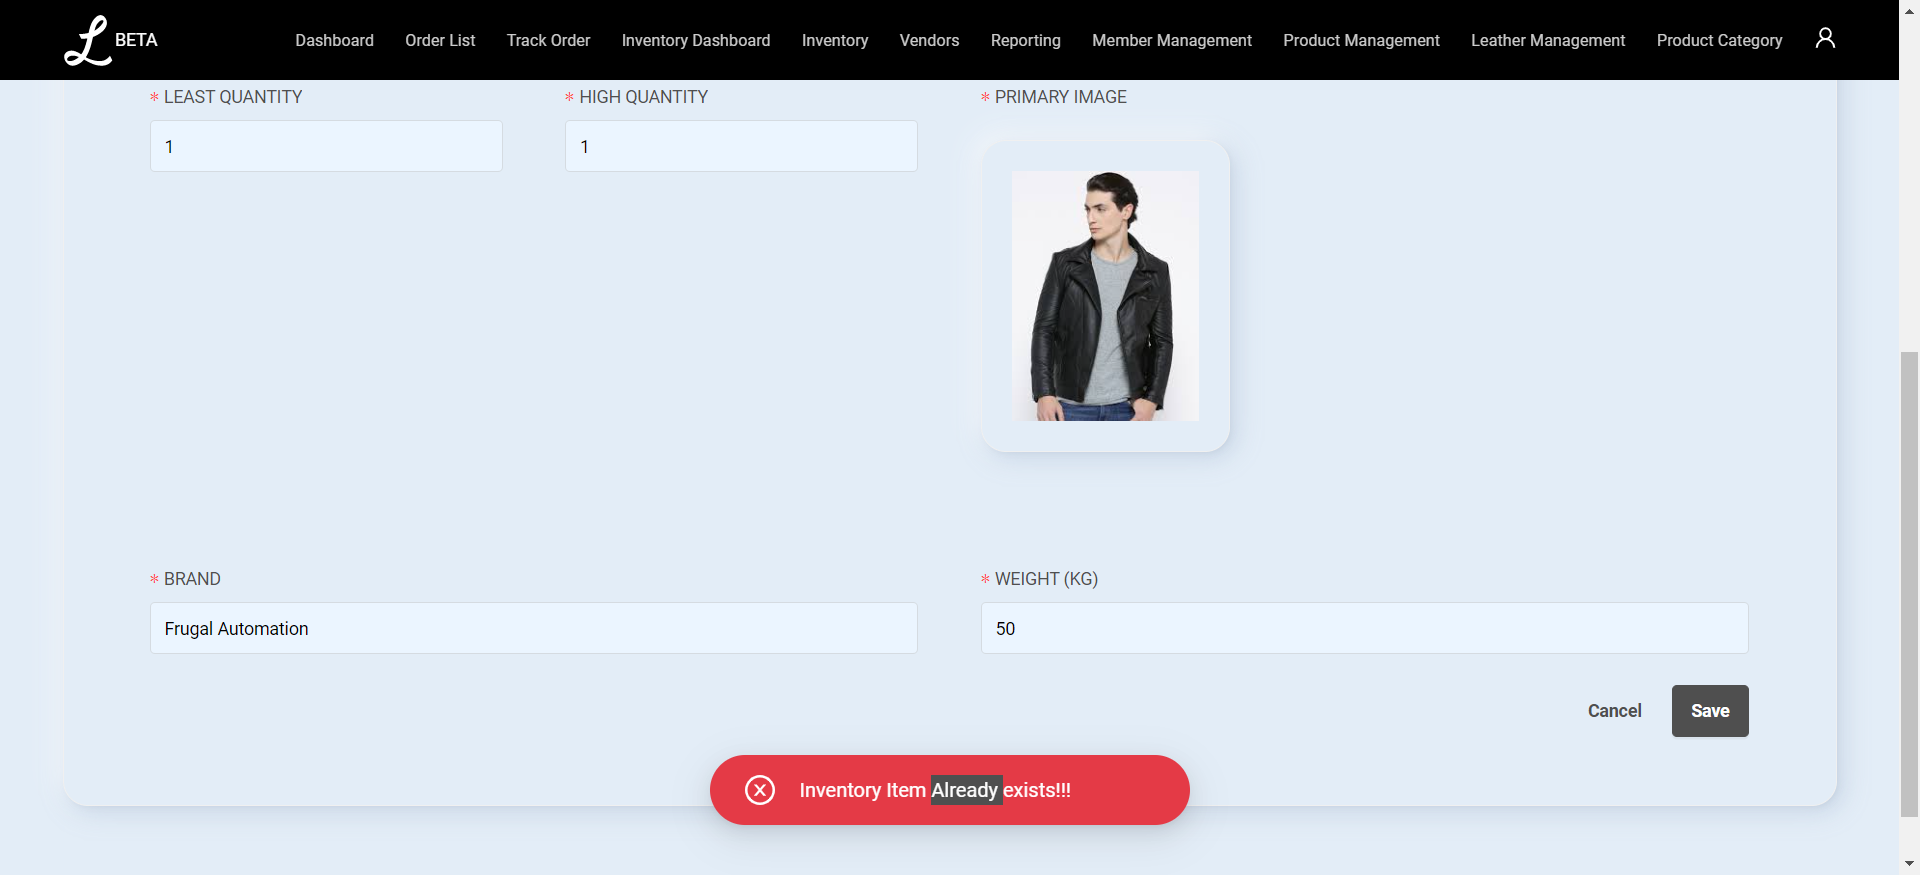 L BETA Dashboard Order List Track Order Inventory Dashboard Inventory Vendors Reporting Member Management Product Management Leather Management Product Category
* LEAST QUANTITY * HIGH QUANTITY * PRIMARY IMAGE
1 1
* BRAND * WEIGHT (KG)
Frugal Automation 50
Cancel Save
Inventory Item Already exists!!!